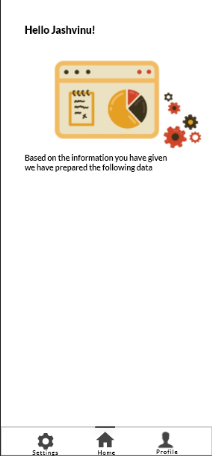 Hello Jashvinu!
Based on the information you have given
we have prepared the following data
Settings
Home
Profile